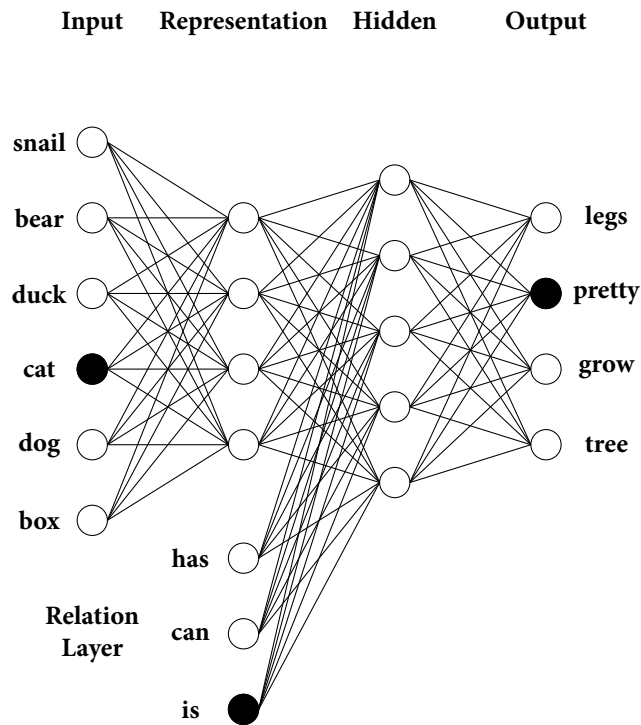 Input Representation Hidden Output
snail
bear
duck
cat
dog
box
has
can
is
Relation
Layer
legs
pretty
grow
tree